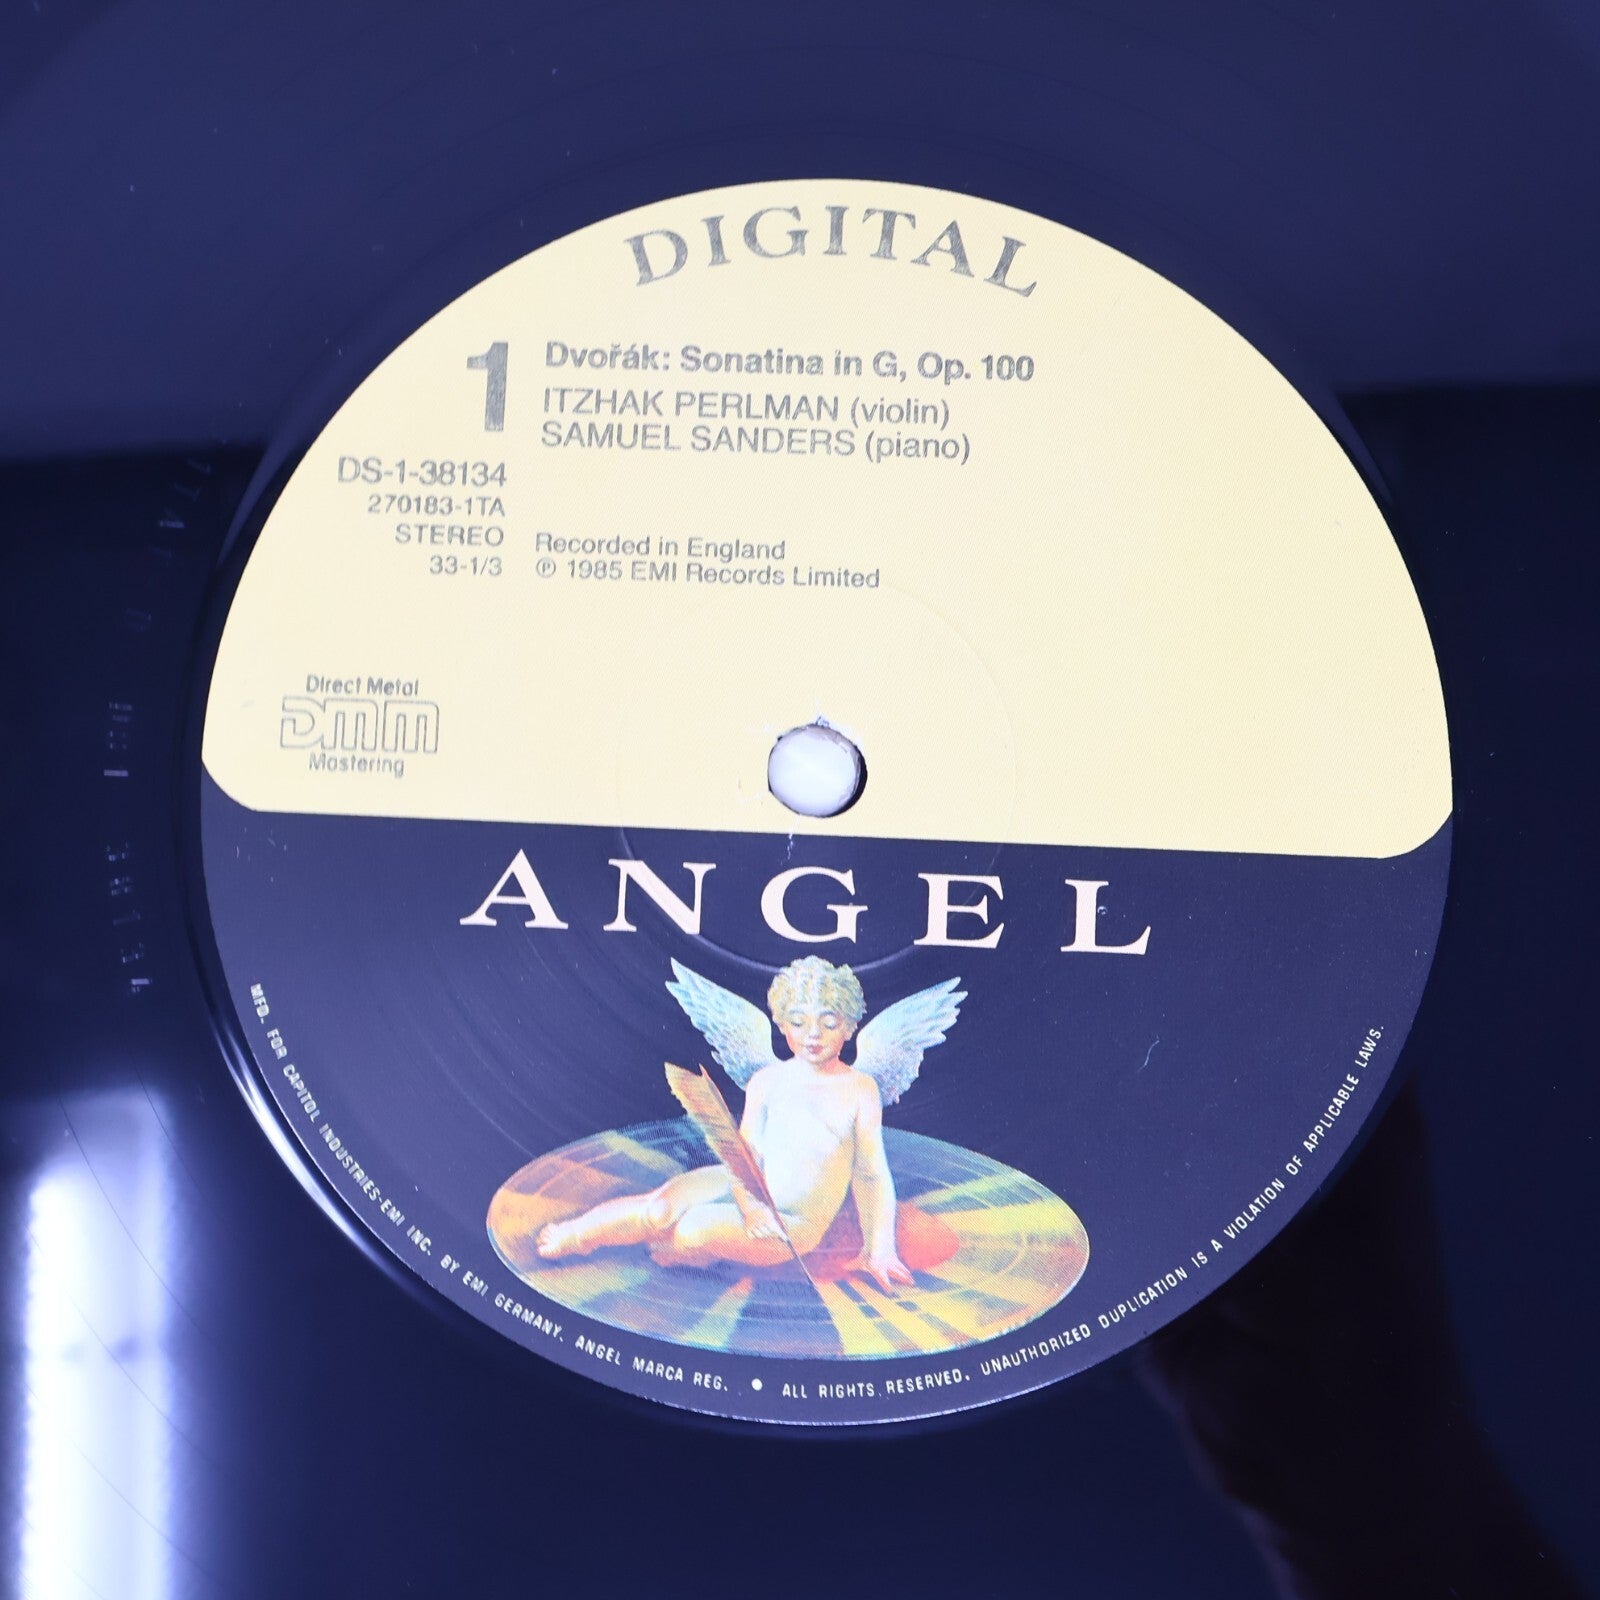 DIGITAL
1
Dvořák: Sonatina in G, Op. 100
ITZHAK PERLMAN (violin)
SAMUEL SANDERS (piano)
DS-1-38134
270183-1TA
STEREO
33-1/3
Recorded in England
℗ 1985 EMI Records Limited
Direct Metal
DMM
Mastering
ANGEL
MFD. FOR CAPITOL INDUSTRIES-EMI INC. BY EMI GERMANY. ANGEL MARCA REG. • ALL RIGHTS RESERVED. UNAUTHORIZED DUPLICATION IS A VIOLATION OF APPLICABLE LAWS.